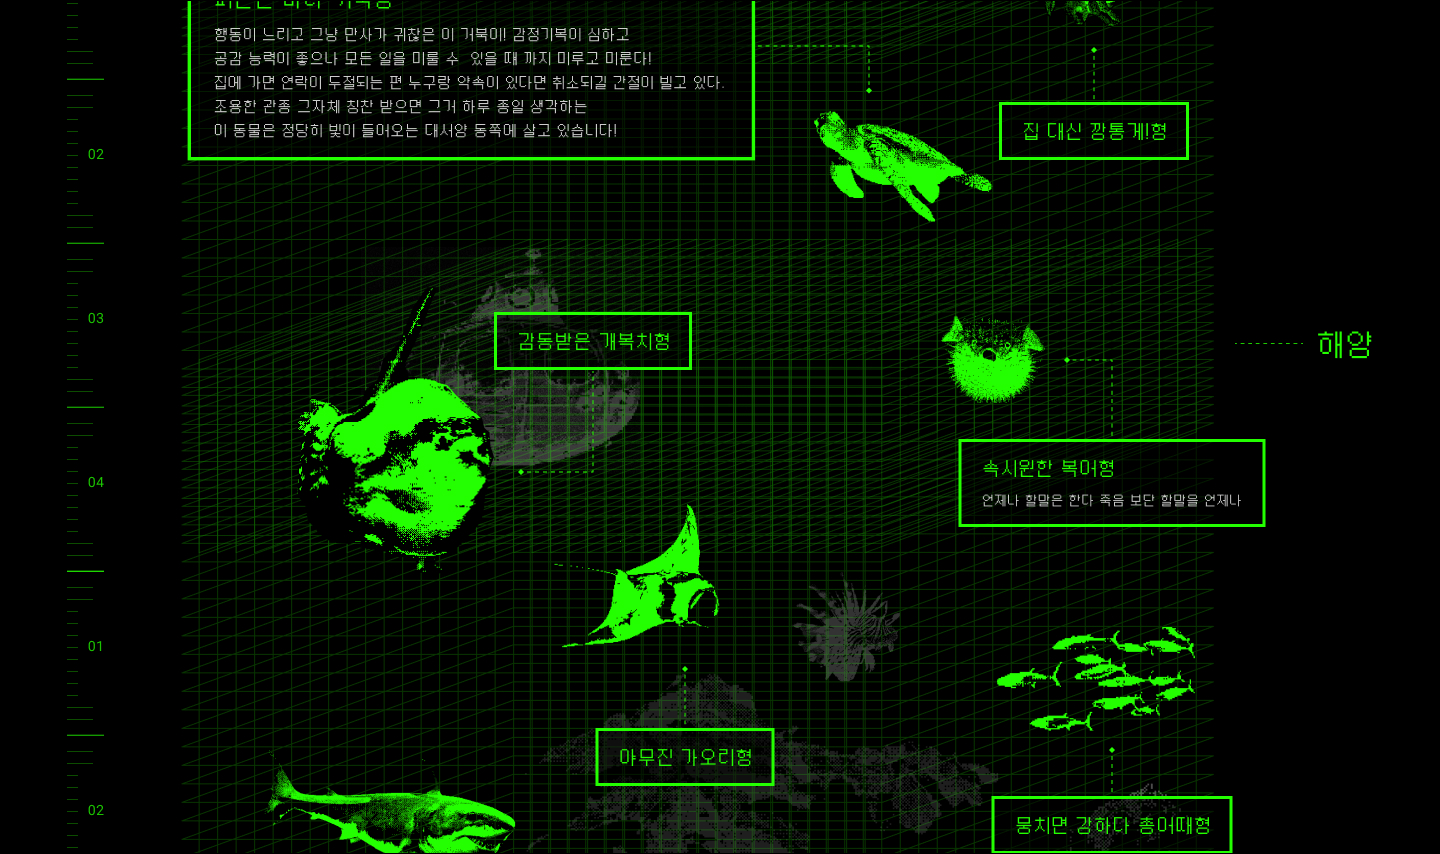 행동이 느리고 그냥 만사가 귀찮은 이 거북이! 감정기복이 심하고
공감 능력이 좋으나 모든 일을 미룰 수 있을 때 까지 미루고 미룬다!
집에 가면 연락이 두절되는 편 누구랑 약속이 있다면 취소되길 간절이 빌고 있다.
조용한 관종 그자체 칭찬 받으면 그거 하루 종일 생각하는
이 동물은 정당히 빛이 들어오는 대서양 동쪽에 살고 있습니다!
집 대신 깡통게!형
02
03
감동받은 개복치형
해양
속시원한 복어형
언제나 할말은 한다 죽음 보단 할말을 언제나
04
01
야무진 가오리형
02
뭉치면 강하다 총어때형